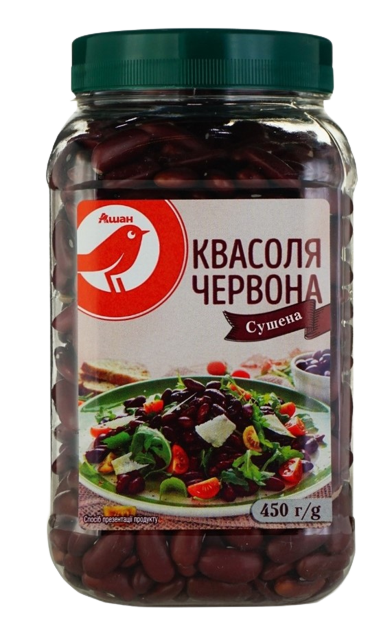 Ашан
КВАСОЛЯ
ЧЕРВОНА
Сушена
450 г/g
Спосіб презентації продукту